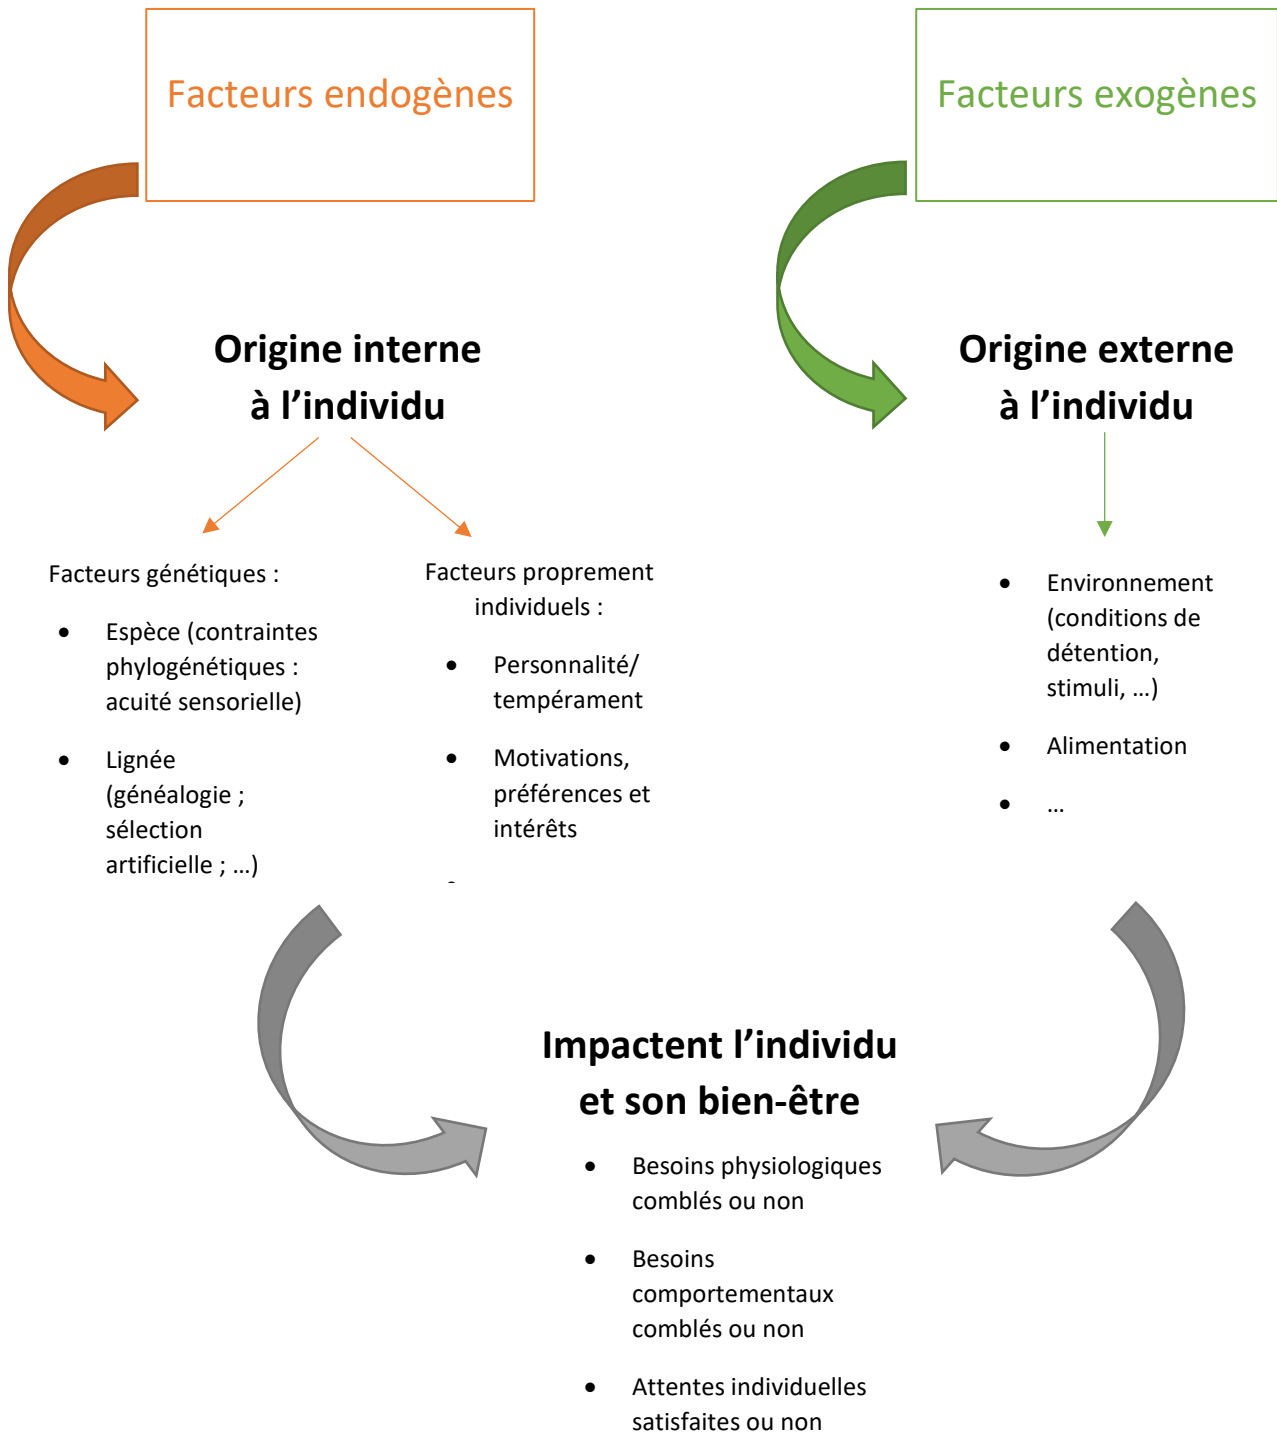 Facteurs endogènes
Facteurs exogènes
Origine interne
à l’individu
Origine externe
à l’individu
Facteurs génétiques :
• Espèce (contraintes
phylogénétiques :
acuité sensorielle)
• Lignée
(généalogie ;
sélection
artificielle ; …)
Facteurs proprement
individuels :
• Personnalité/
tempérament
• Motivations,
préférences et
intérêts
• Environnement
(conditions de
détention,
stimuli, …)
• Alimentation
• …
Impactent l’individu
et son bien-être
• Besoins physiologiques
comblés ou non
• Besoins
comportementaux
comblés ou non
• Attentes individuelles
satisfaites ou non